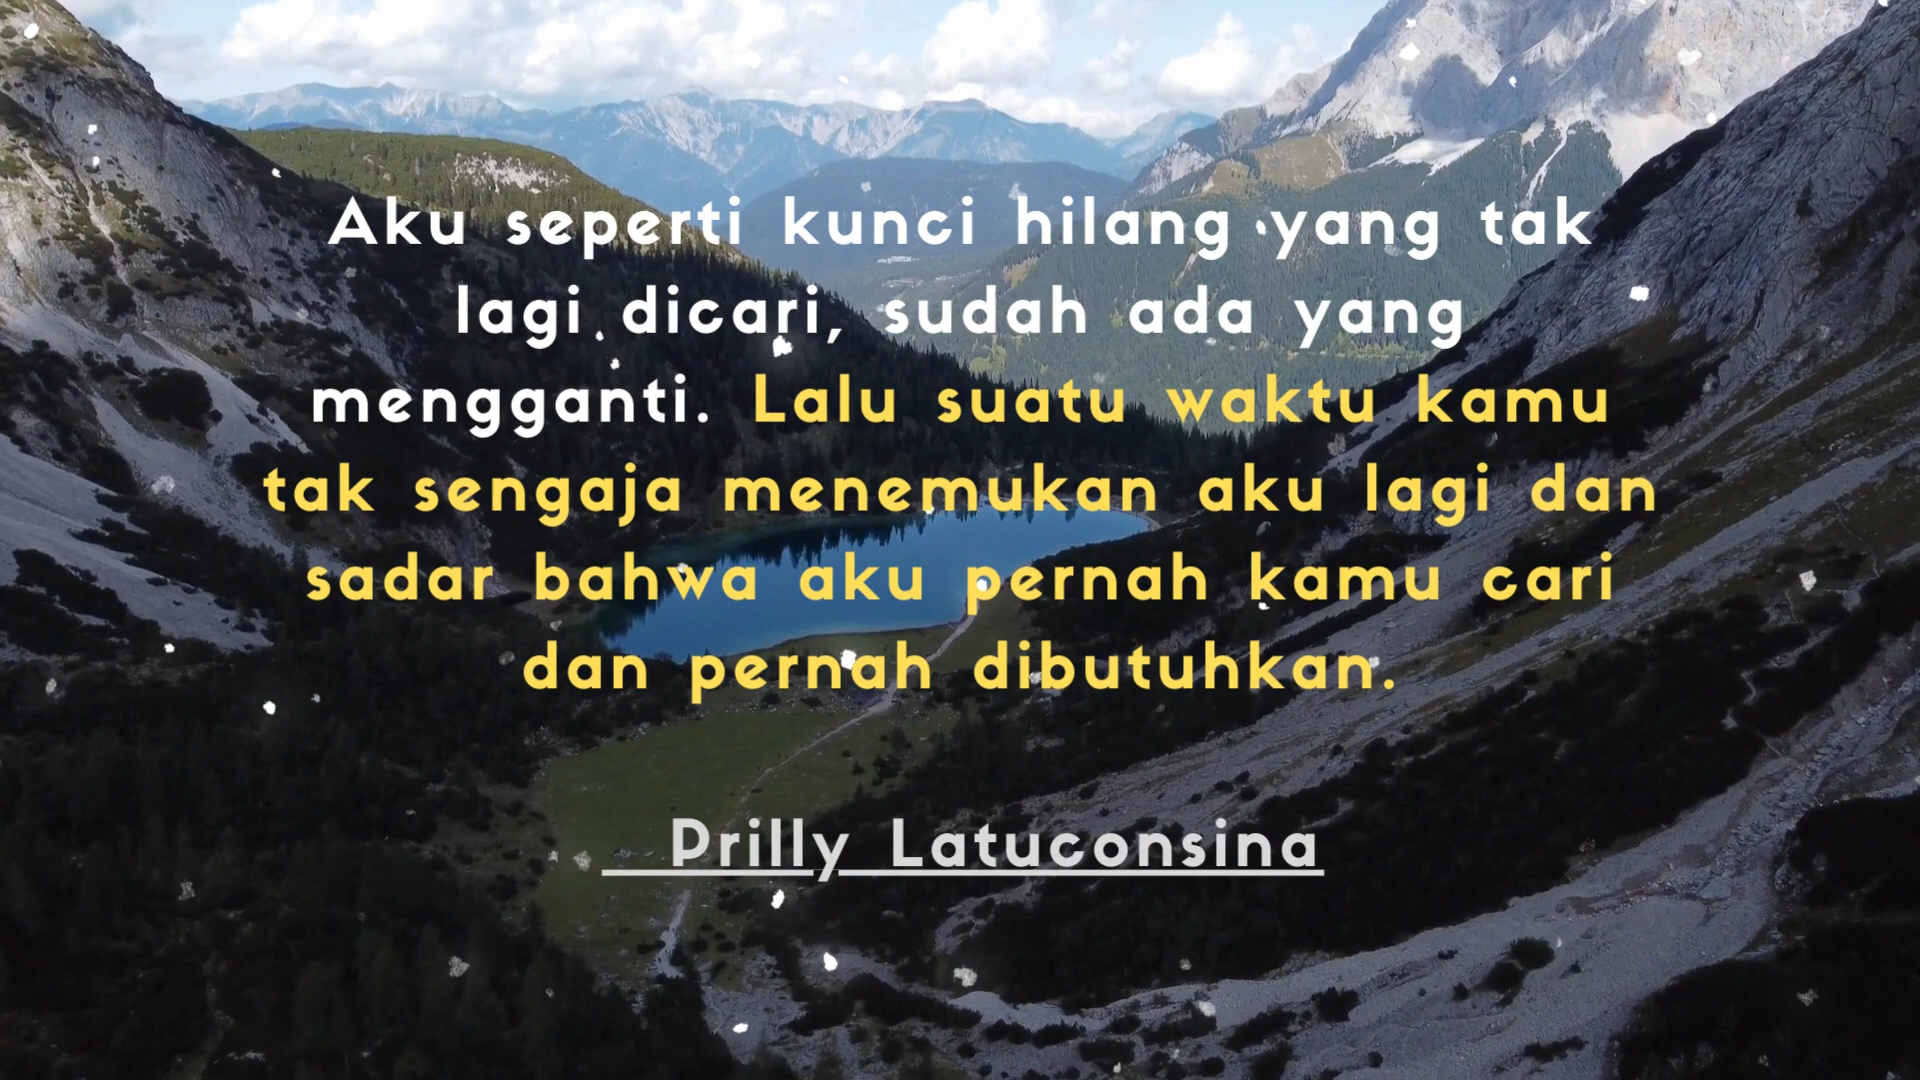 Aku seperti kunci hilang yang tak
lagi dicari, sudah ada yang
mengganti. Lalu suatu waktu kamu
tak sengaja menemukan aku lagi dan
sadar bahwa aku pernah kamu cari
dan pernah dibutuhkan.
Prilly Latuconsina